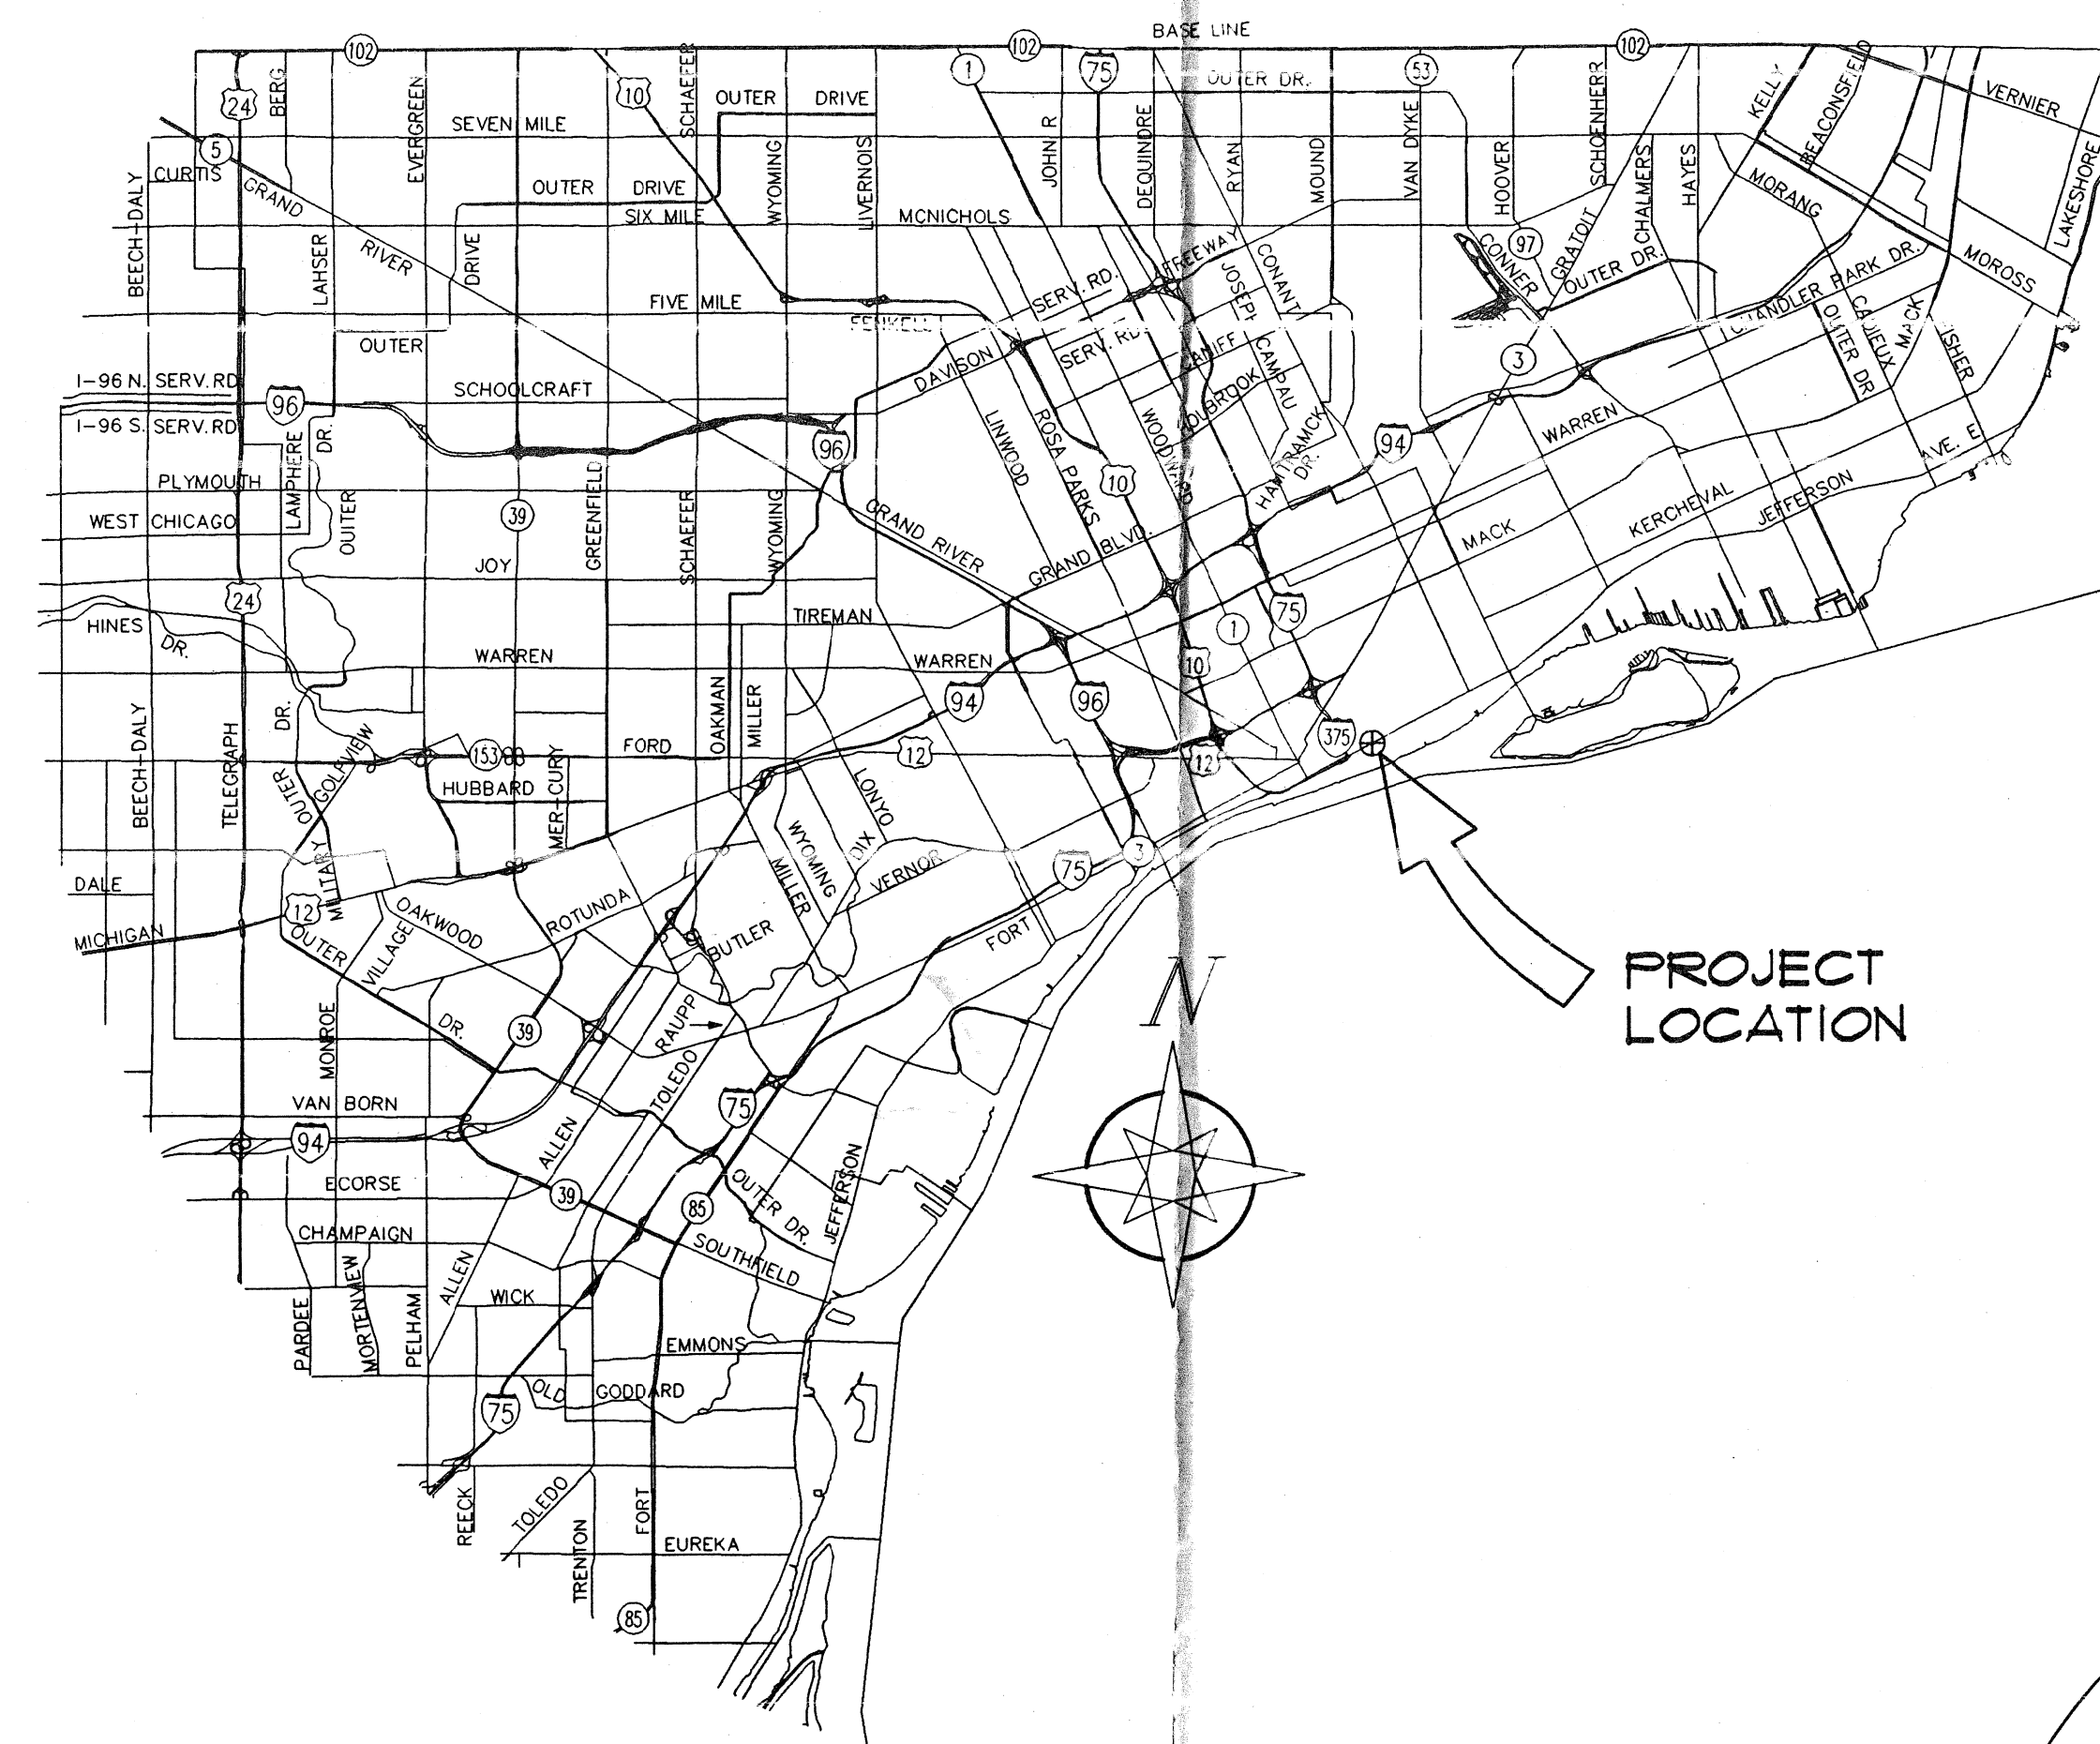 BASE LINE
102
102
102
24
BERG
EVERGREEN
10
SCHAEFER
OUTER DRIVE
1
75
OUTER DR.
53
SCHOENHERR
KELLY
BEACONSFIELD
VERNIER
5
SEVEN MILE
CURTIS
GRAND
RIVER
BEECH-DALY
LAHSER
OUTER DRIVE
SIX MILE
DRIVE
WYOMING
LIVERNOIS
MCNICHOLS
JOHN R
DEQUINDRE
RYAN
MOUND
VAN DYKE
HOOVER
CHALMERS
HAYES
MORANG
LAKESHORE
MOROSS
97
CONNER
GRATOIT
OUTER DR.
CHANDLER PARK DR.
FREEWAY
CONANT
JOSEPH
CAMPAU
SERV. RD.
SERV. RD
FIVE MILE
FENKELL
OUTER
I-96 N. SERV.RD
96
I-96 S. SERV.RD
SCHOOLCRAFT
DAVISON
CANIFF
HOLBROOK
3
OUTER DR
CADIEUX
MACK
FISHER
LAMPHERE
DR.
96
LINWOOD
ROSA PARKS
WOODWARD
HAMTRAMCK
DR.
94
WARREN
AVE. E
PLYMOUTH
WEST CHICAGO
OUITER
39
GREENFIELD
SCHAEFER
WYOMING
GRAND RIVER
10
GRAND BLVD.
MACK
KERCHEVAL
JEFFERSON
JOY
24
HINES
DR.
TIREMAN
1
75
WARREN
WARREN
10
DR.
OAKMAN
MILLER
94
96
BEECH-DALY
TELEGRAPH
GOLFVIEW
153
FORD
12
12
375
OUTER
HUBBARD
MER-CURY
LONYO
DIX
WYOMING
MILLER
VERNOR
75
3
MILITARY
DALE
12
MICHIGAN
OUTER
OAKWOOD
VILLAGE
ROTUNDA
BUTLER
FORT
N
PROJECT
LOCATION
MONROE
DR.
39
RAUPP
TOLEDO
75
VAN BORN
94
ALLEN
JEFFERSON
ECORSE
39
85
OUTER DR.
CHAMPAIGN
SOUTHFIELD
ALLEN
WICK
PARDEE
MORTENVIEW
PELHAM
EMMONS
OLD GODDARD
75
REECK
TOLEDO
TRENTON
FORT
EUREKA
85